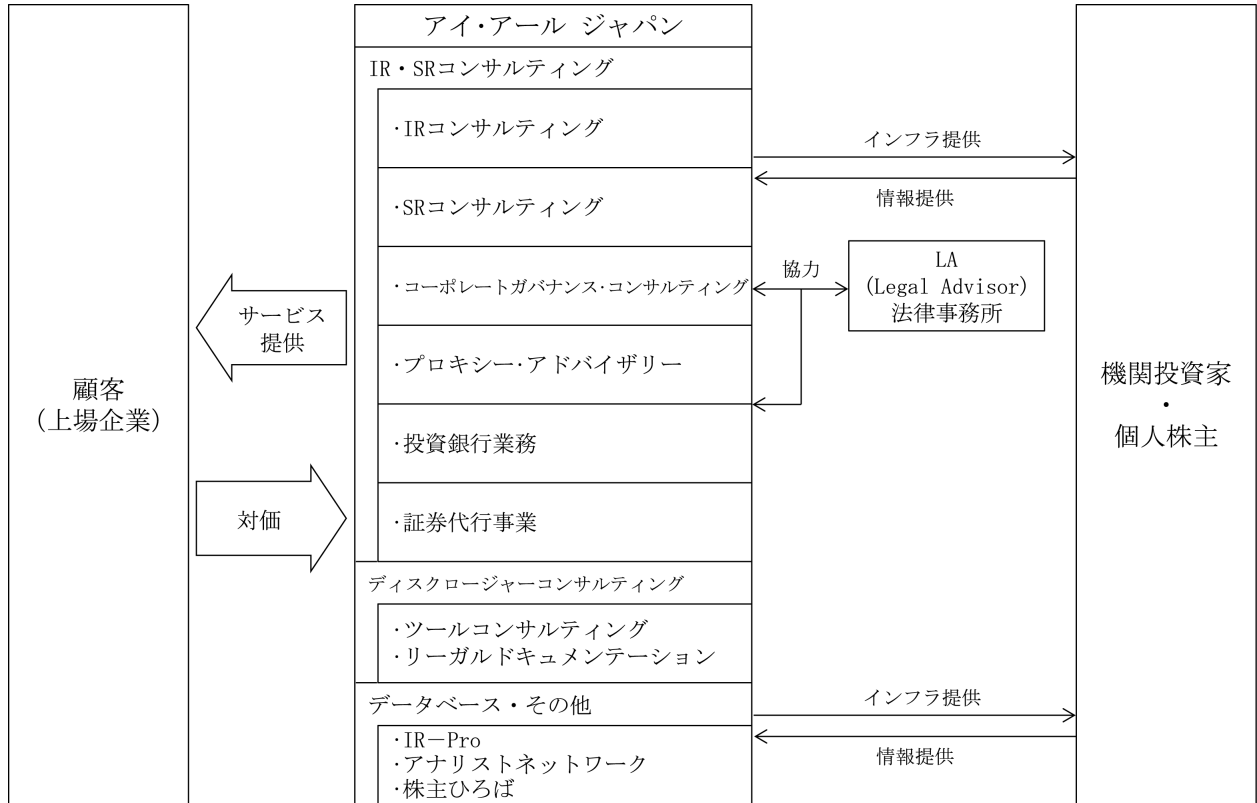 顧客
(上場企業)
サービス
提供
対価
アイ・アール ジャパン
IR・SRコンサルティング
・IRコンサルティング
・SRコンサルティング
・コーポレートガバナンス・コンサルティング
・プロキシー・アドバイザリー
・投資銀行業務
・証券代行事業
ディスクロージャーコンサルティング
・ツールコンサルティング
・リーガルドキュメンテーション
データベース・その他
・IR－Pro
・アナリストネットワーク
・株主ひろば
インフラ提供
情報提供
協力
LA
(Legal Advisor)
法律事務所
インフラ提供
情報提供
機関投資家
・
個人株主